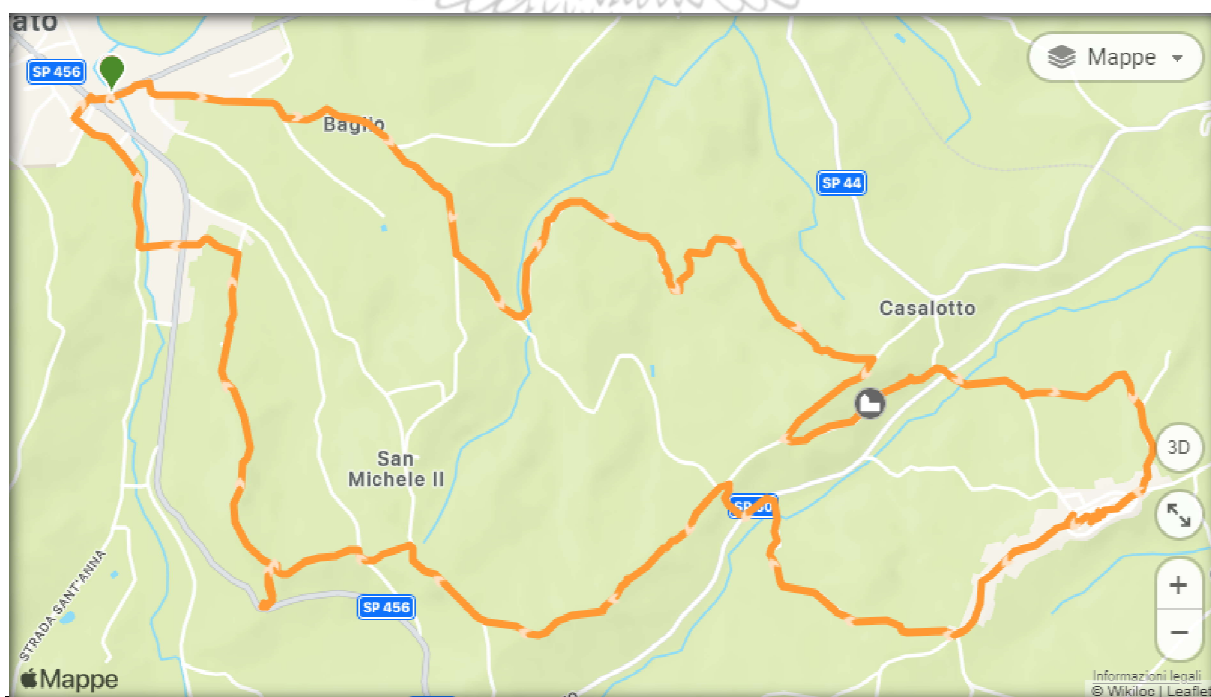 ato
SP 456
Mappe
Baglio
SP 44
Casalotto
3D
San
Michele II
SP 456
STRADA SANT'ANNA
+
−
Mappe
Informazioni legali
© Wikiloc | Leaflet